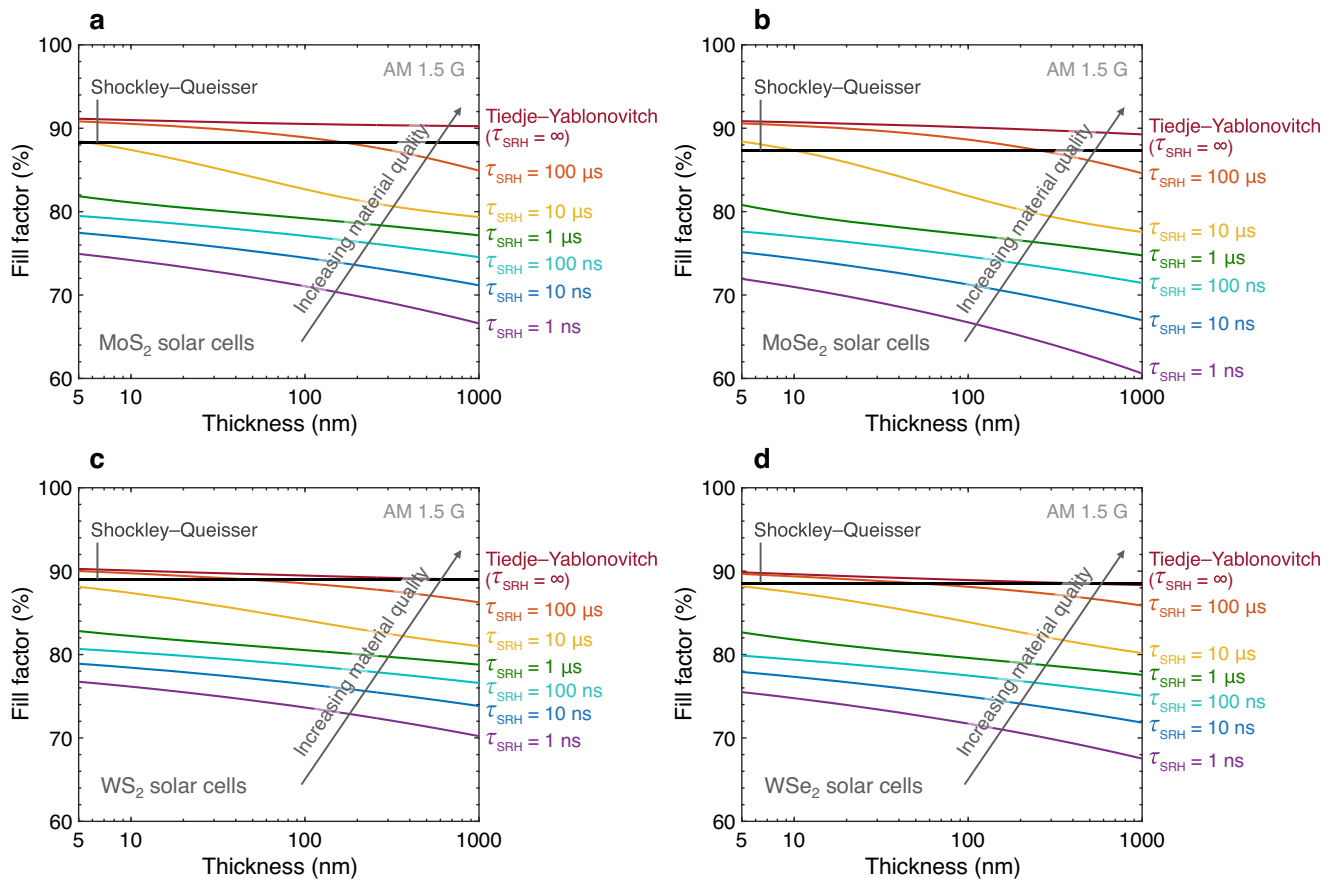 a
100
90
80
70
60
Fill factor (%)
Shockley–Queisser
AM 1.5 G
Increasing material quality
MoS₂ solar cells
5
10
100
1000
Thickness (nm)
Tiedje–Yablonovitch
(τSRH = ∞)
τSRH = 100 µs
τSRH = 10 µs
τSRH = 1 µs
τSRH = 100 ns
τSRH = 10 ns
τSRH = 1 ns
b
100
90
80
70
60
Fill factor (%)
Shockley–Queisser
AM 1.5 G
Increasing material quality
MoSe₂ solar cells
5
10
100
1000
Thickness (nm)
Tiedje–Yablonovitch
(τSRH = ∞)
τSRH = 100 µs
τSRH = 10 µs
τSRH = 1 µs
τSRH = 100 ns
τSRH = 10 ns
τSRH = 1 ns
c
100
90
80
70
60
Fill factor (%)
Shockley–Queisser
AM 1.5 G
Increasing material quality
WS₂ solar cells
5
10
100
1000
Thickness (nm)
Tiedje–Yablonovitch
(τSRH = ∞)
τSRH = 100 µs
τSRH = 10 µs
τSRH = 1 µs
τSRH = 100 ns
τSRH = 10 ns
τSRH = 1 ns
d
100
90
80
70
60
Fill factor (%)
Shockley–Queisser
AM 1.5 G
Increasing material quality
WSe₂ solar cells
5
10
100
1000
Thickness (nm)
Tiedje–Yablonovitch
(τSRH = ∞)
τSRH = 100 µs
τSRH = 10 µs
τSRH = 1 µs
τSRH = 100 ns
τSRH = 10 ns
τSRH = 1 ns